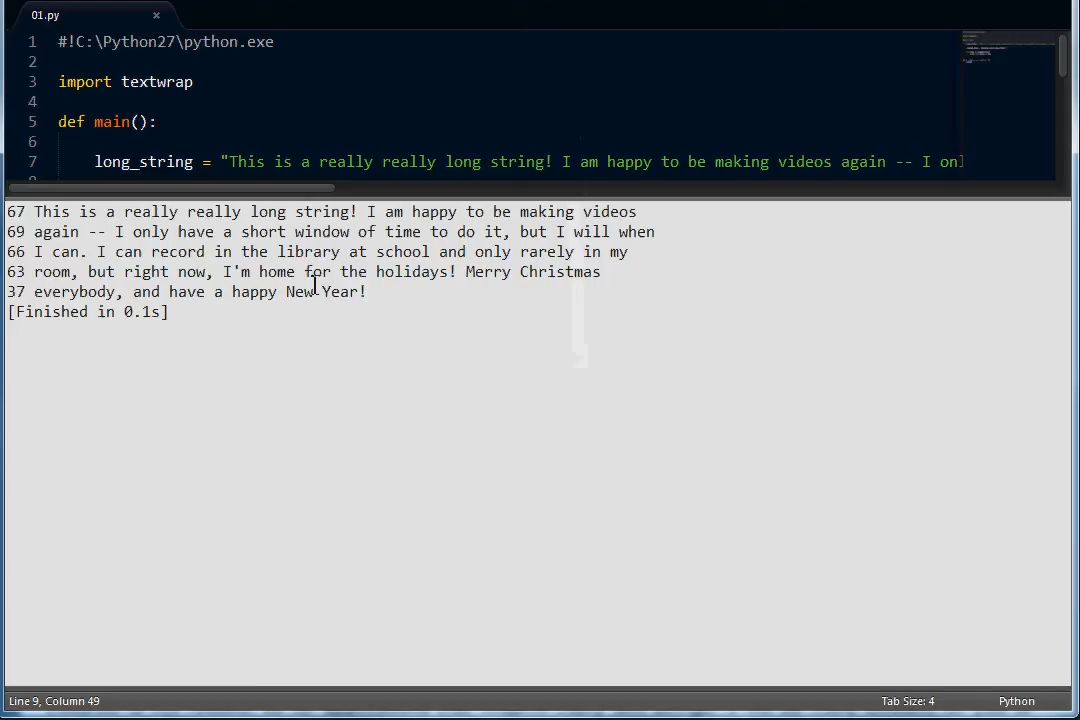 01.py ×
1 #!C:\Python27\python.exe
2
3 import textwrap
4
5 def main():
6
7 long_string = "This is a really really long string! I am happy to be making videos again -- I onl
67 This is a really really long string! I am happy to be making videos
69 again -- I only have a short window of time to do it, but I will when
66 I can. I can record in the library at school and only rarely in my
63 room, but right now, I'm home for the holidays! Merry Christmas
37 everybody, and have a happy New Year!
[Finished in 0.1s]
Line 9, Column 49 Tab Size: 4 Python